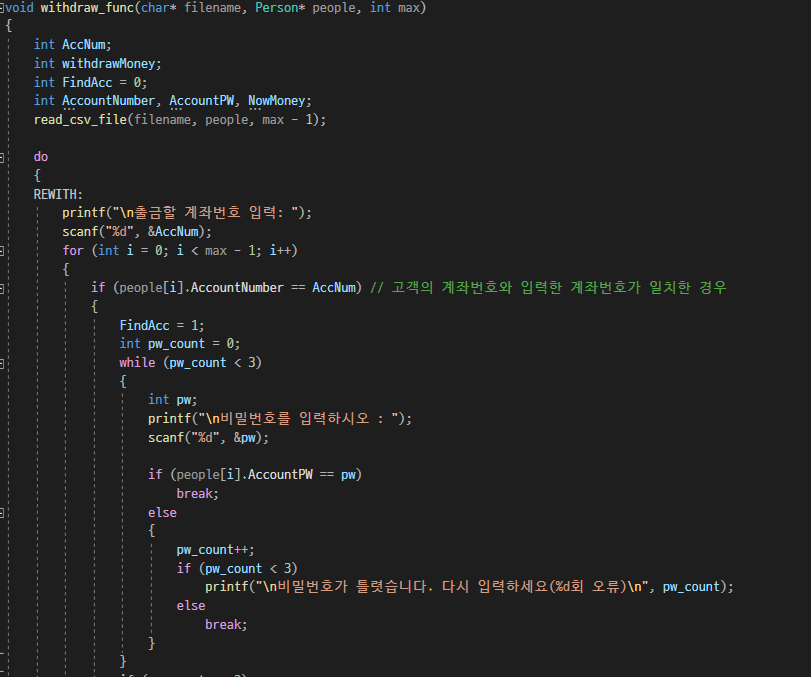 void withdraw_func(char* filename, Person* people, int max)
{
int AccNum;
int withdrawMoney;
int FindAcc = 0;
int AccountNumber, AccountPW, NowMoney;
read_csv_file(filename, people, max - 1);
do
{
REWITH:
printf("\n출금할 계좌번호 입력: ");
scanf("%d", &AccNum);
for (int i = 0; i < max - 1; i++)
{
if (people[i].AccountNumber == AccNum) // 고객의 계좌번호와 입력한 계좌번호가 일치한 경우
{
FindAcc = 1;
int pw_count = 0;
while (pw_count < 3)
{
int pw;
printf("\n비밀번호를 입력하시오 : ");
scanf("%d", &pw);
if (people[i].AccountPW == pw)
break;
else
{
pw_count++;
if (pw_count < 3)
printf("\n비밀번호가 틀렷습니다. 다시 입력하세요(%d회 오류)\n", pw_count);
else
break;
}
}